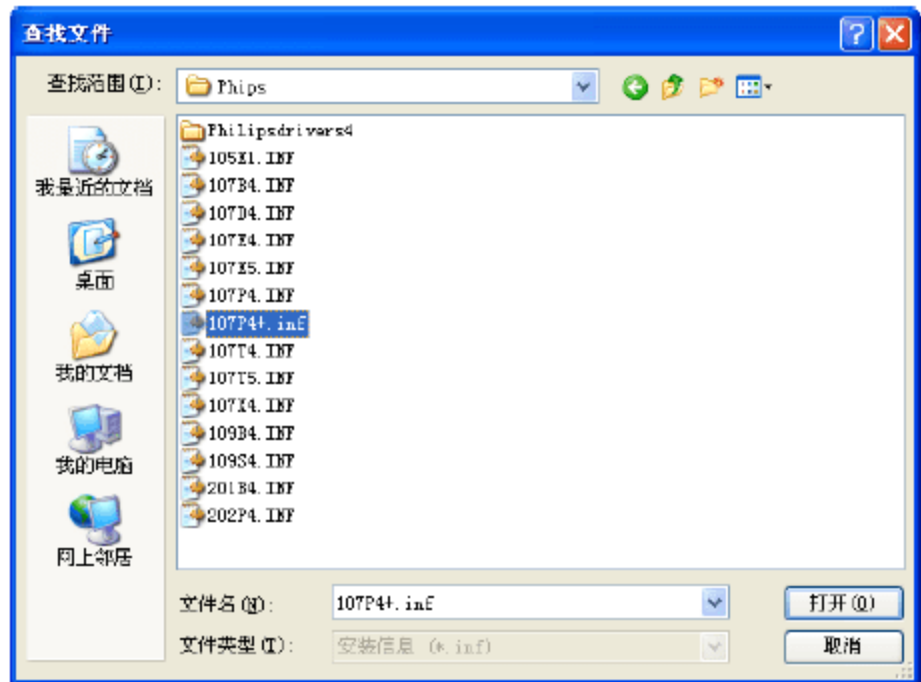 查找文件
查找范围(I):
Phips
我最近的文档
桌面
我的文档
我的电脑
网上邻居
Philipsdrivers4
105E1.INF
107B4.INF
107D4.INF
107E4.INF
107E5.INF
107P4.INF
107P4+.inf
107T4.INF
107T5.INF
107X4.INF
109B4.INF
109S4.INF
201B4.INF
202P4.INF
文件名(N):
107P4+.inf
打开(O)
文件类型(T):
安装信息 (*.inf)
取消